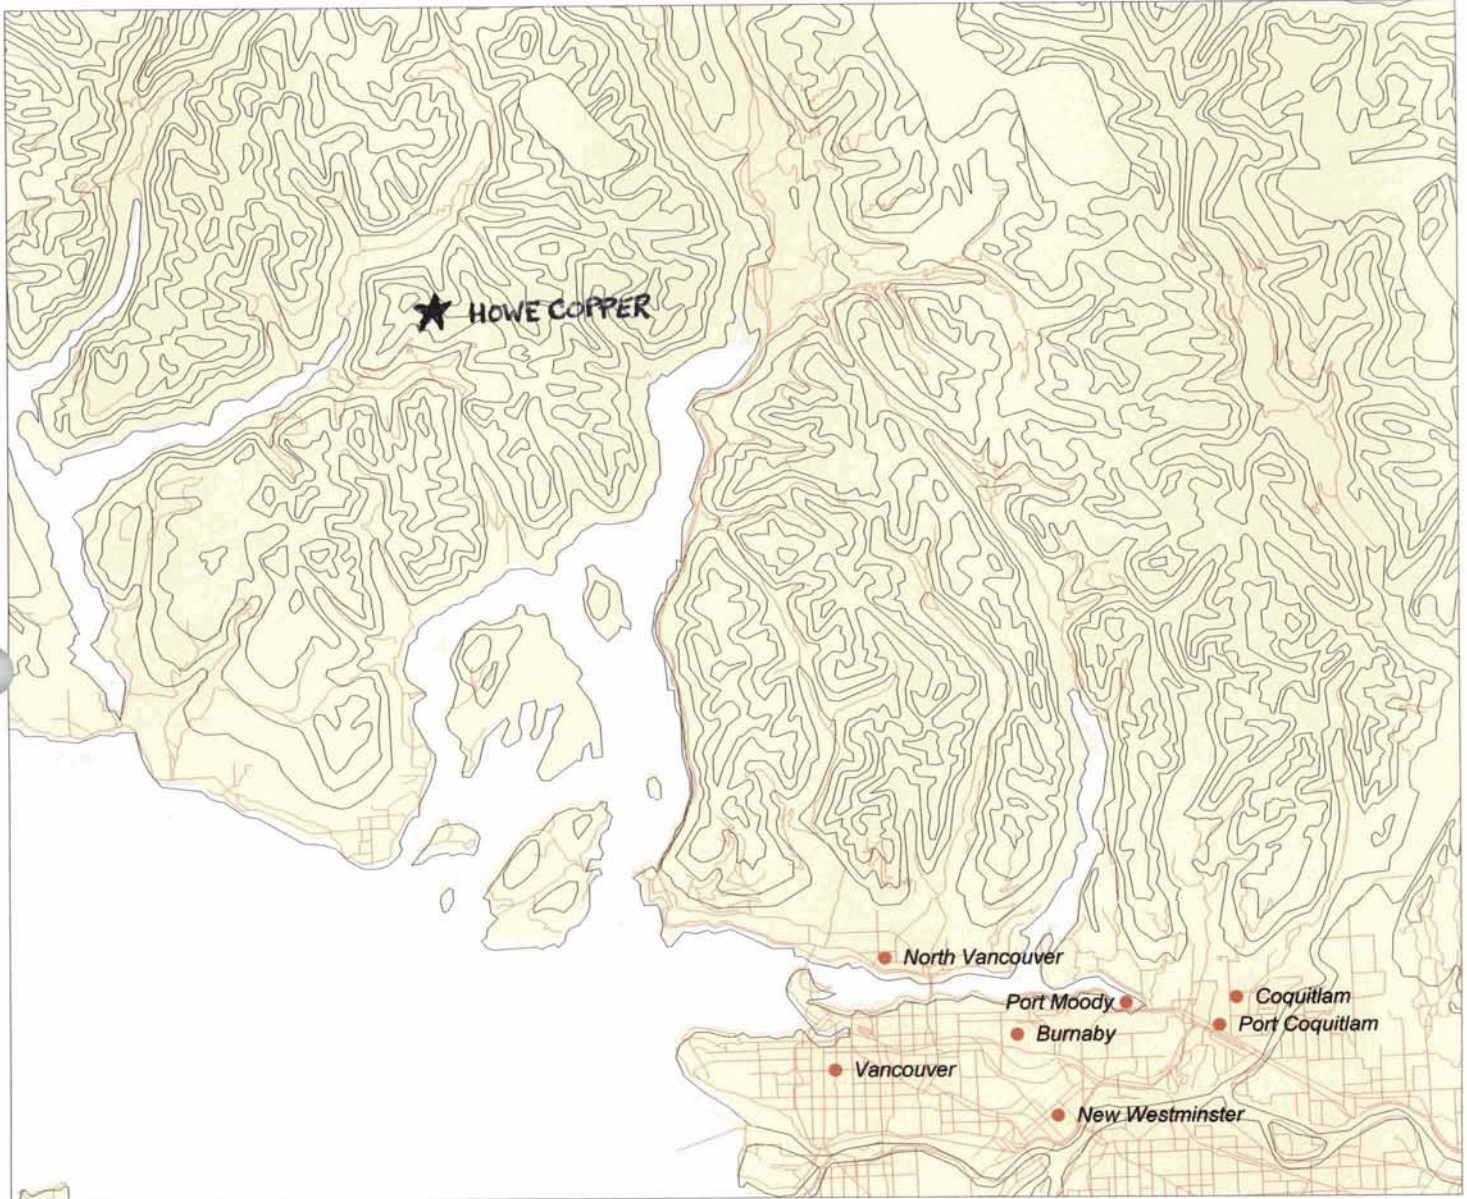 HOWE COPPER
North Vancouver
Port Moody
Coquitlam
Port Coquitlam
Burnaby
Vancouver
New Westminster